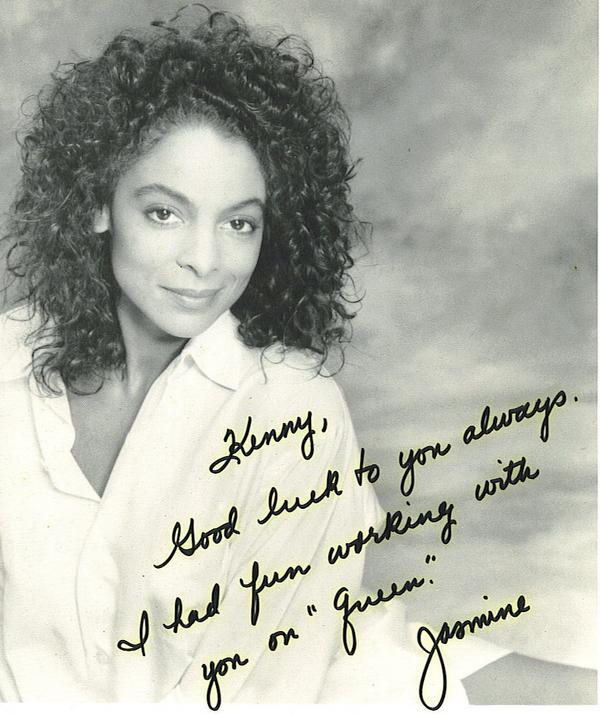 Kenny,
Good luck to you always.
I had fun working with
you on "Queen."
Jasmine